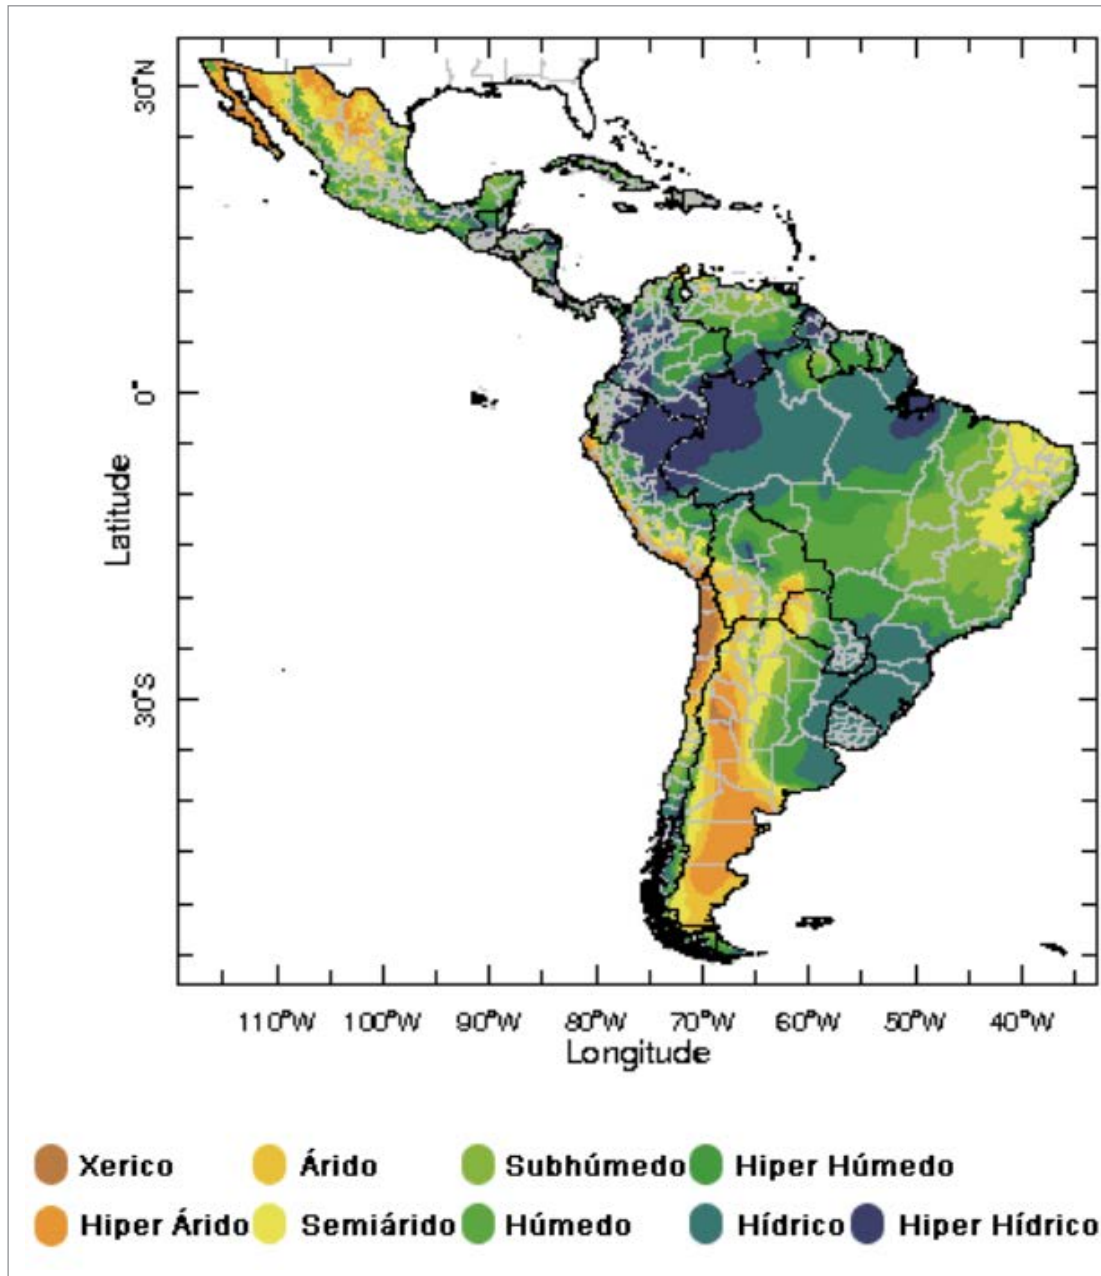 30°N
0°
30°S
Latitude
110°W 100°W 90°W 80°W 70°W 60°W 50°W 40°W
Longitude
Xerico Árido Subhúmedo Hiper Húmedo
Hiper Árido Semiárido Húmedo Hídrico Hiper Hídrico